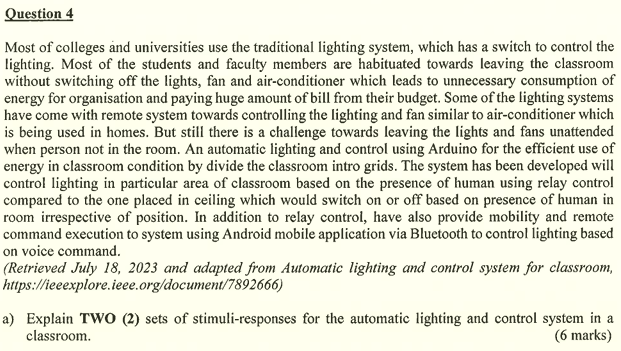 Question 4
Most of colleges and universities use the traditional lighting system, which has a switch to control the
lighting. Most of the students and faculty members are habituated towards leaving the classroom
without switching off the lights, fan and air-conditioner which leads to unnecessary consumption of
energy for organisation and paying huge amount of bill from their budget. Some of the lighting systems
have come with remote system towards controlling the lighting and fan similar to air-conditioner which
is being used in homes. But still there is a challenge towards leaving the lights and fans unattended
when person not in the room. An automatic lighting and control using Arduino for the efficient use of
energy in classroom condition by divide the classroom intro grids. The system has been developed will
control lighting in particular area of classroom based on the presence of human using relay control
compared to the one placed in ceiling which would switch on or off based on presence of human in
room irrespective of position. In addition to relay control, have also provide mobility and remote
command execution to system using Android mobile application via Bluetooth to control lighting based
on voice command.
(Retrieved July 18, 2023 and adapted from Automatic lighting and control system for classroom,
https://ieeexplore.ieee.org/document/7892666)
a) Explain TWO (2) sets of stimuli-responses for the automatic lighting and control system in a
classroom. (6 marks)